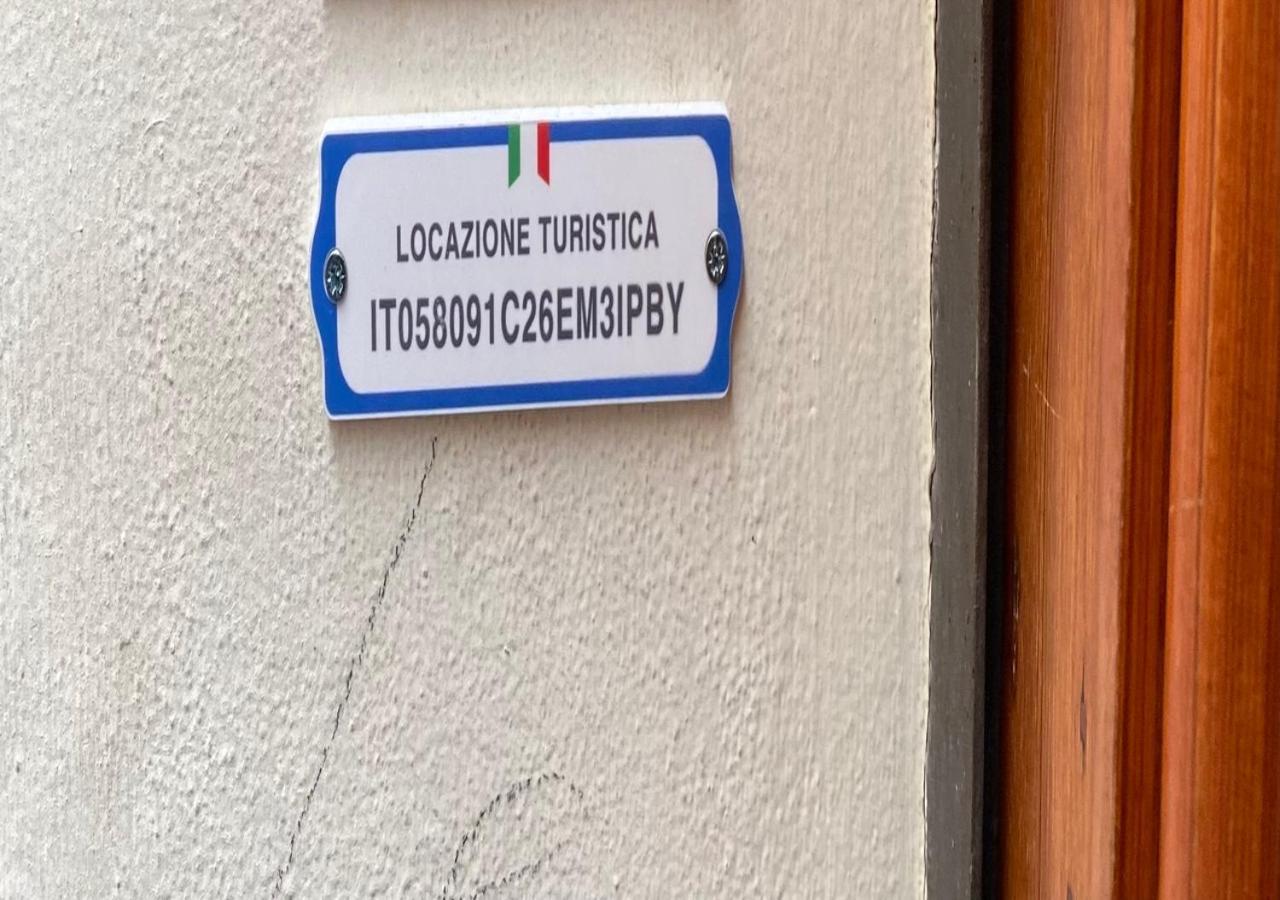 LOCAZIONE TURISTICA
IT058091C26EM3IPBY